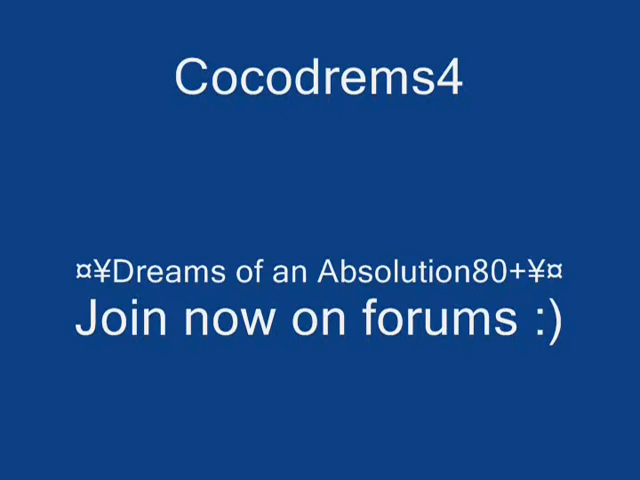 Cocodrems4
¤¥Dreams of an Absolution80+¥¤
Join now on forums :)